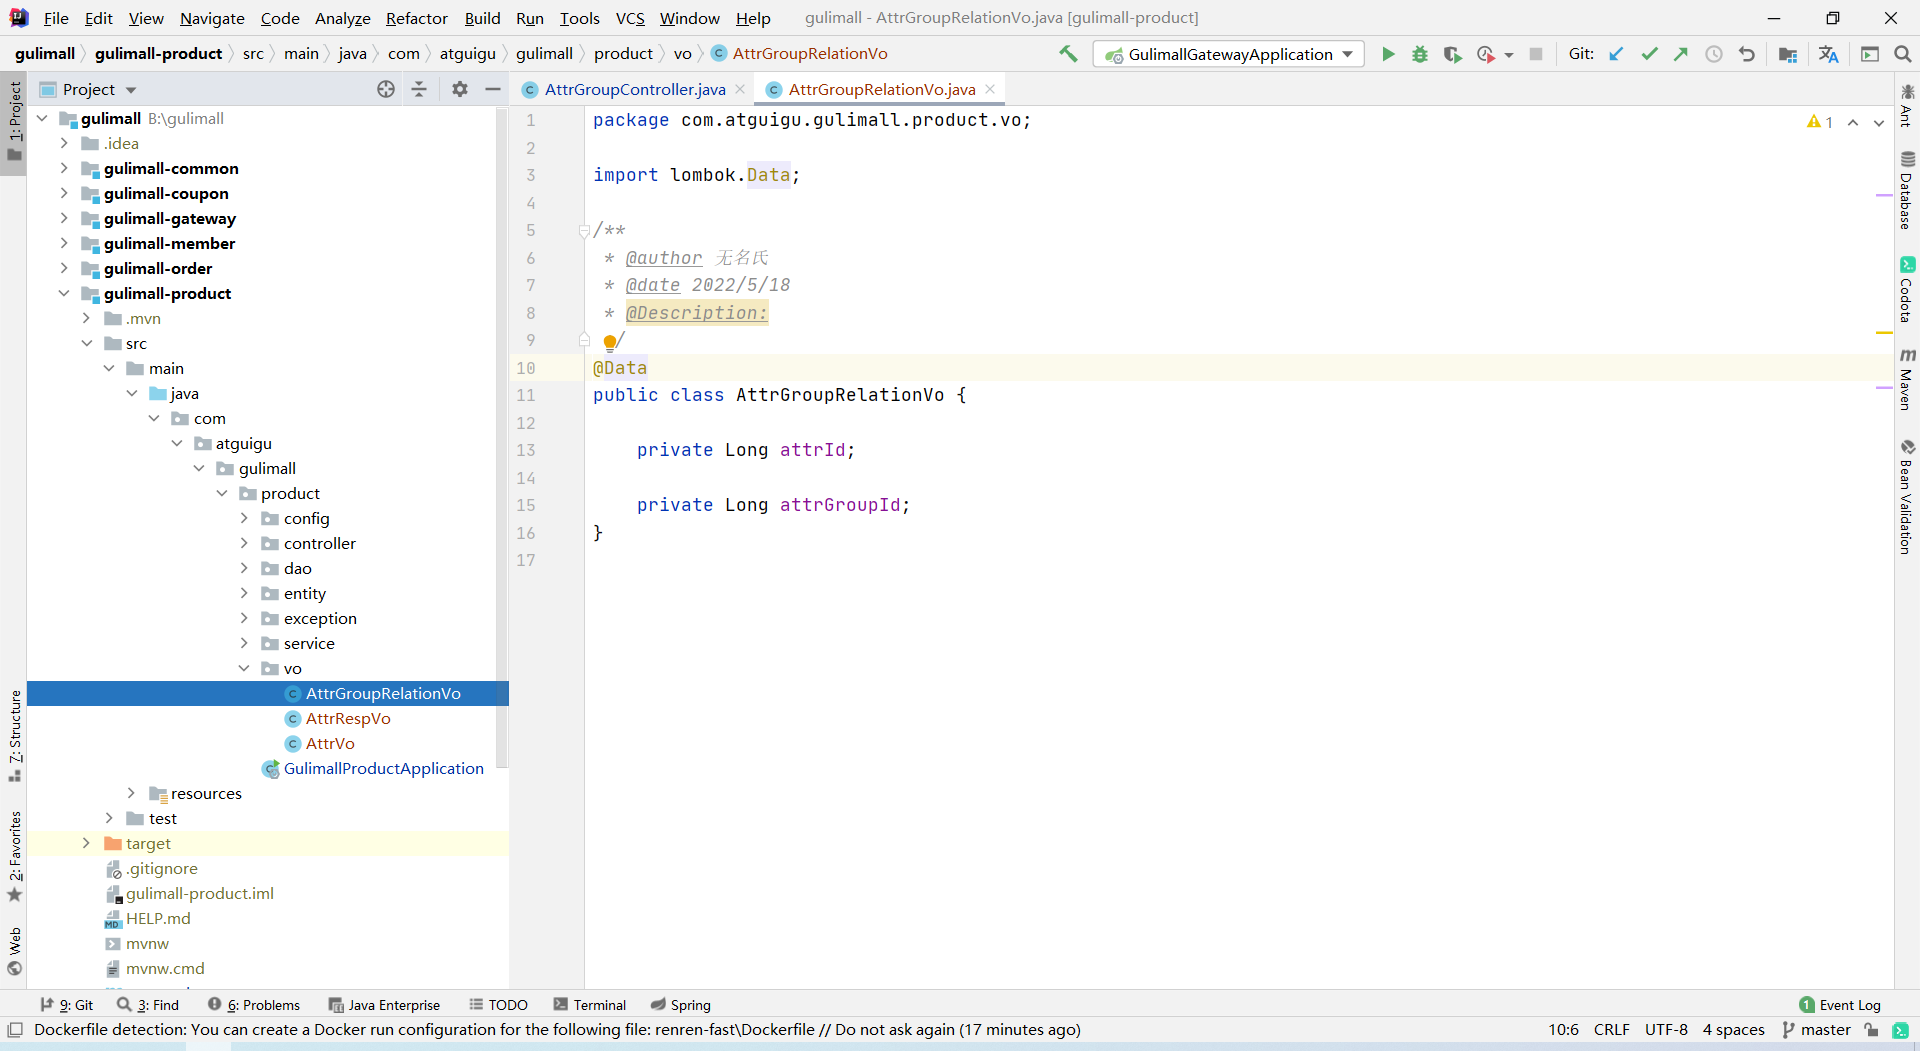 File Edit View Navigate Code Analyze Refactor Build Run Tools VCS Window Help gulimall - AttrGroupRelationVo.java [gulimall-product]
gulimall gulimall-product src main java com atguigu gulimall product vo AttrGroupRelationVo GulimallGatewayApplication Git:
Project
AttrGroupController.java AttrGroupRelationVo.java
1: Project
7: Structure
2: Favorites
Web
gulimall B:\gulimall
.idea
gulimall-common
gulimall-coupon
gulimall-gateway
gulimall-member
gulimall-order
gulimall-product
.mvn
src
main
java
com
atguigu
gulimall
product
config
controller
dao
entity
exception
service
vo
AttrGroupRelationVo
AttrRespVo
AttrVo
GulimallProductApplication
resources
test
target
.gitignore
gulimall-product.iml
HELP.md
mvnw
mvnw.cmd
1 package com.atguigu.gulimall.product.vo;
2
3 import lombok.Data;
4
5 /**
6 * @author 无名氏
7 * @date 2022/5/18
8 * @Description:
9 /
10 @Data
11 public class AttrGroupRelationVo {
12
13 private Long attrId;
14
15 private Long attrGroupId;
16 }
17
1
Ant
Database
Codota
Maven
Bean Validation
9: Git 3: Find 6: Problems Java Enterprise TODO Terminal Spring 1 Event Log
Dockerfile detection: You can create a Docker run configuration for the following file: renren-fast\Dockerfile // Do not ask again (17 minutes ago) 10:6 CRLF UTF-8 4 spaces master